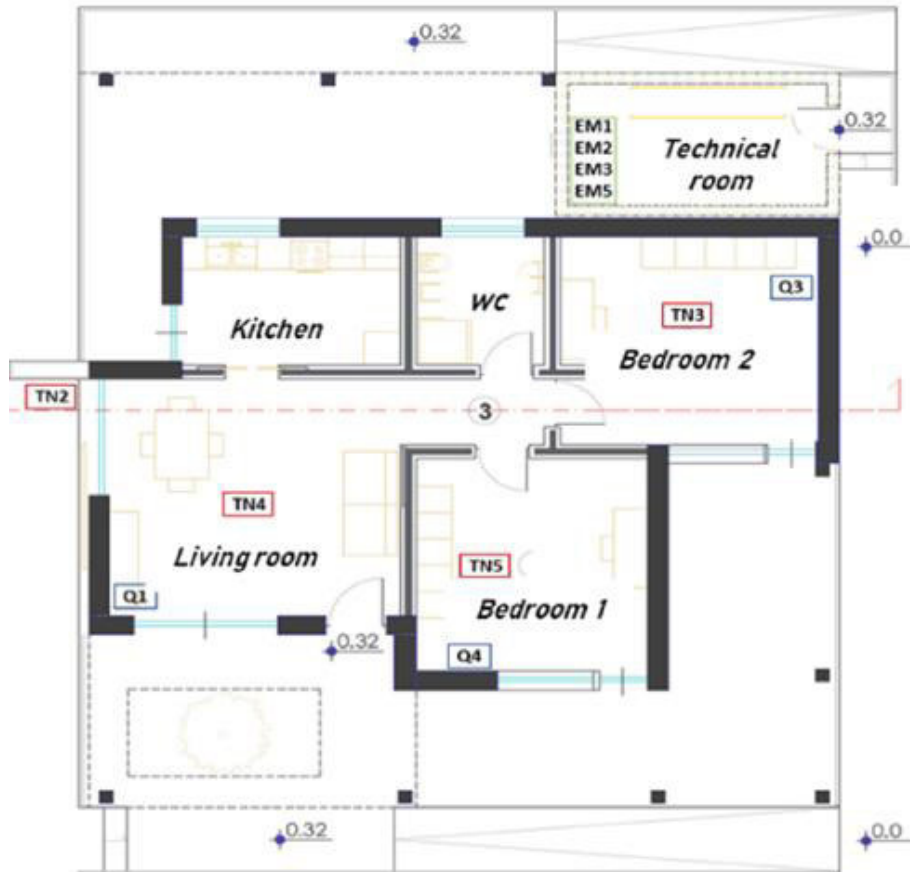 0.32
EM1
EM2
EM3
EM5
Technical
room
0.32
0.0
Q3
WC
TN3
Kitchen
Bedroom 2
TN2
3
TN4
Living room
TN5
Q1
Bedroom 1
0.32
Q4
0.32
0.0